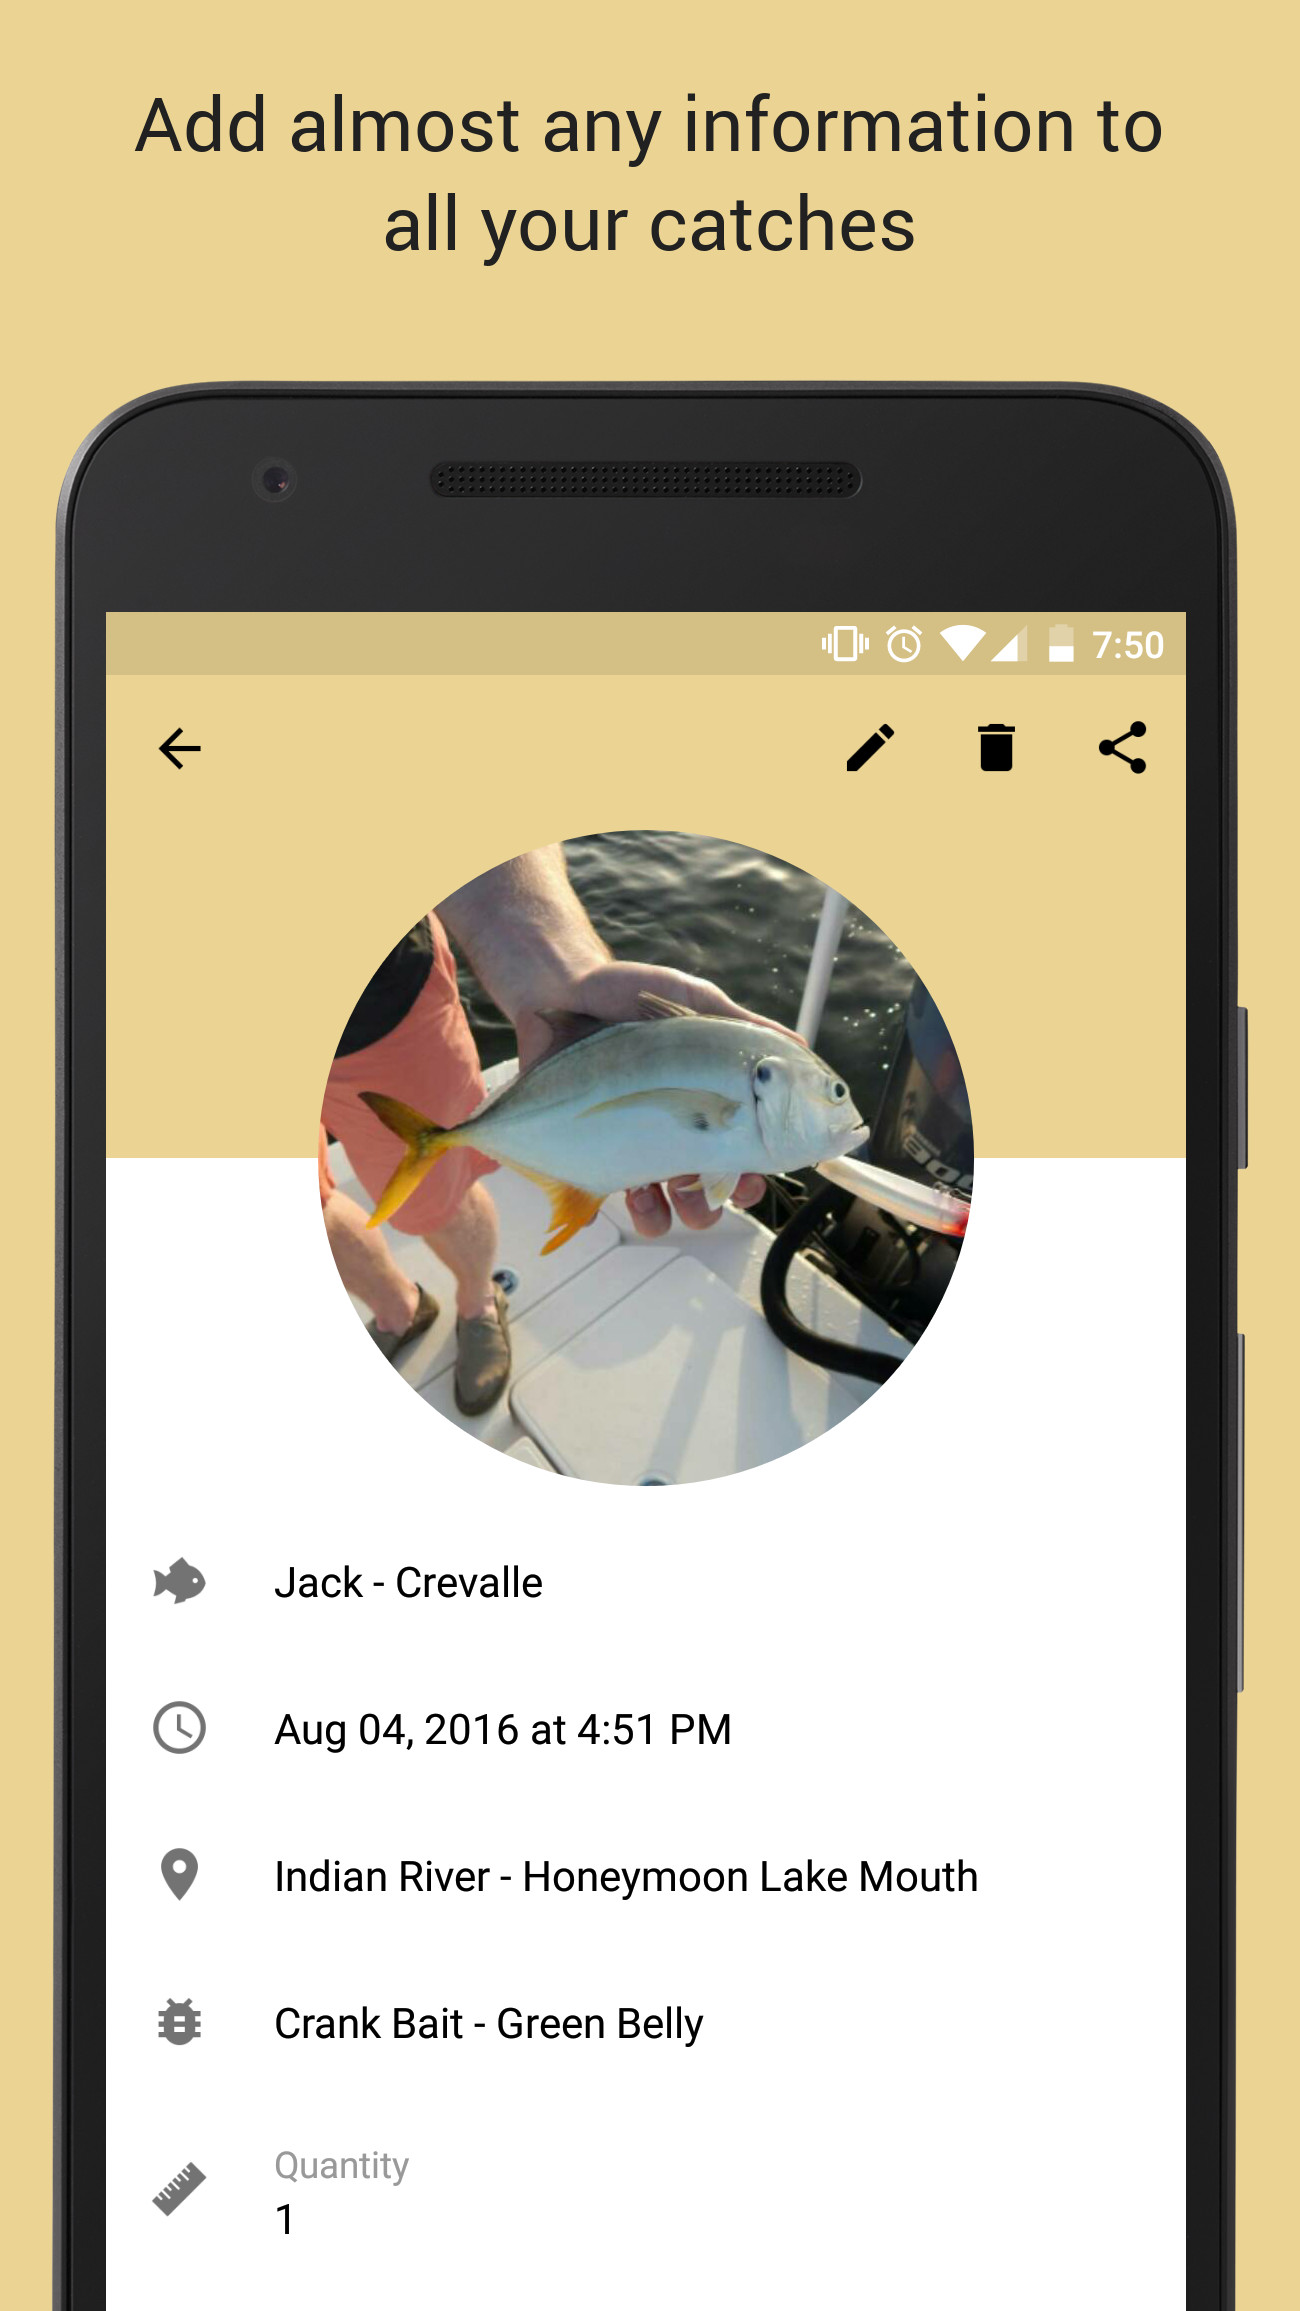 Add almost any information to
all your catches
7:50
Jack - Crevalle
Aug 04, 2016 at 4:51 PM
Indian River - Honeymoon Lake Mouth
Crank Bait - Green Belly
Quantity
1